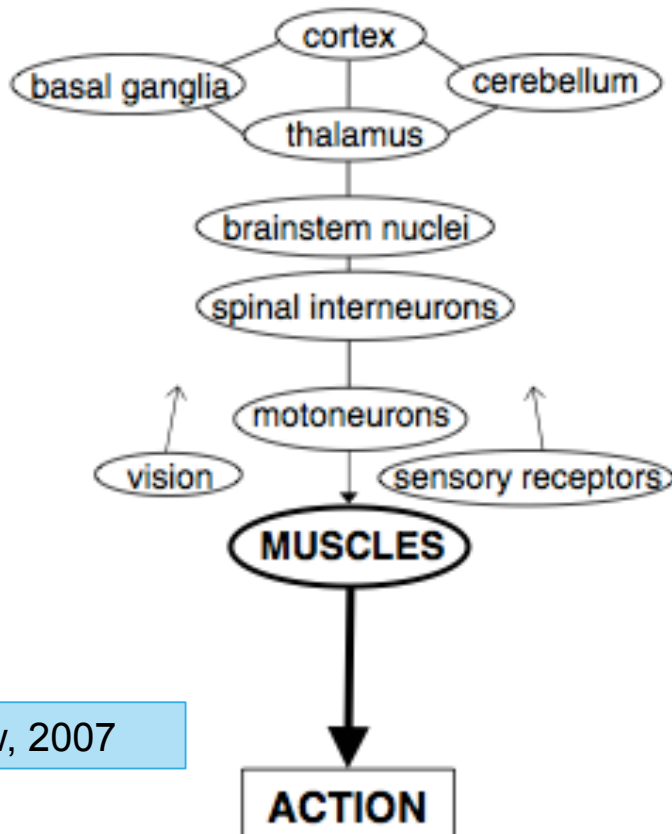 cortex
basal ganglia
cerebellum
thalamus
brainstem nuclei
spinal interneurons
motoneurons
vision
sensory receptors
MUSCLES
, 2007
ACTION